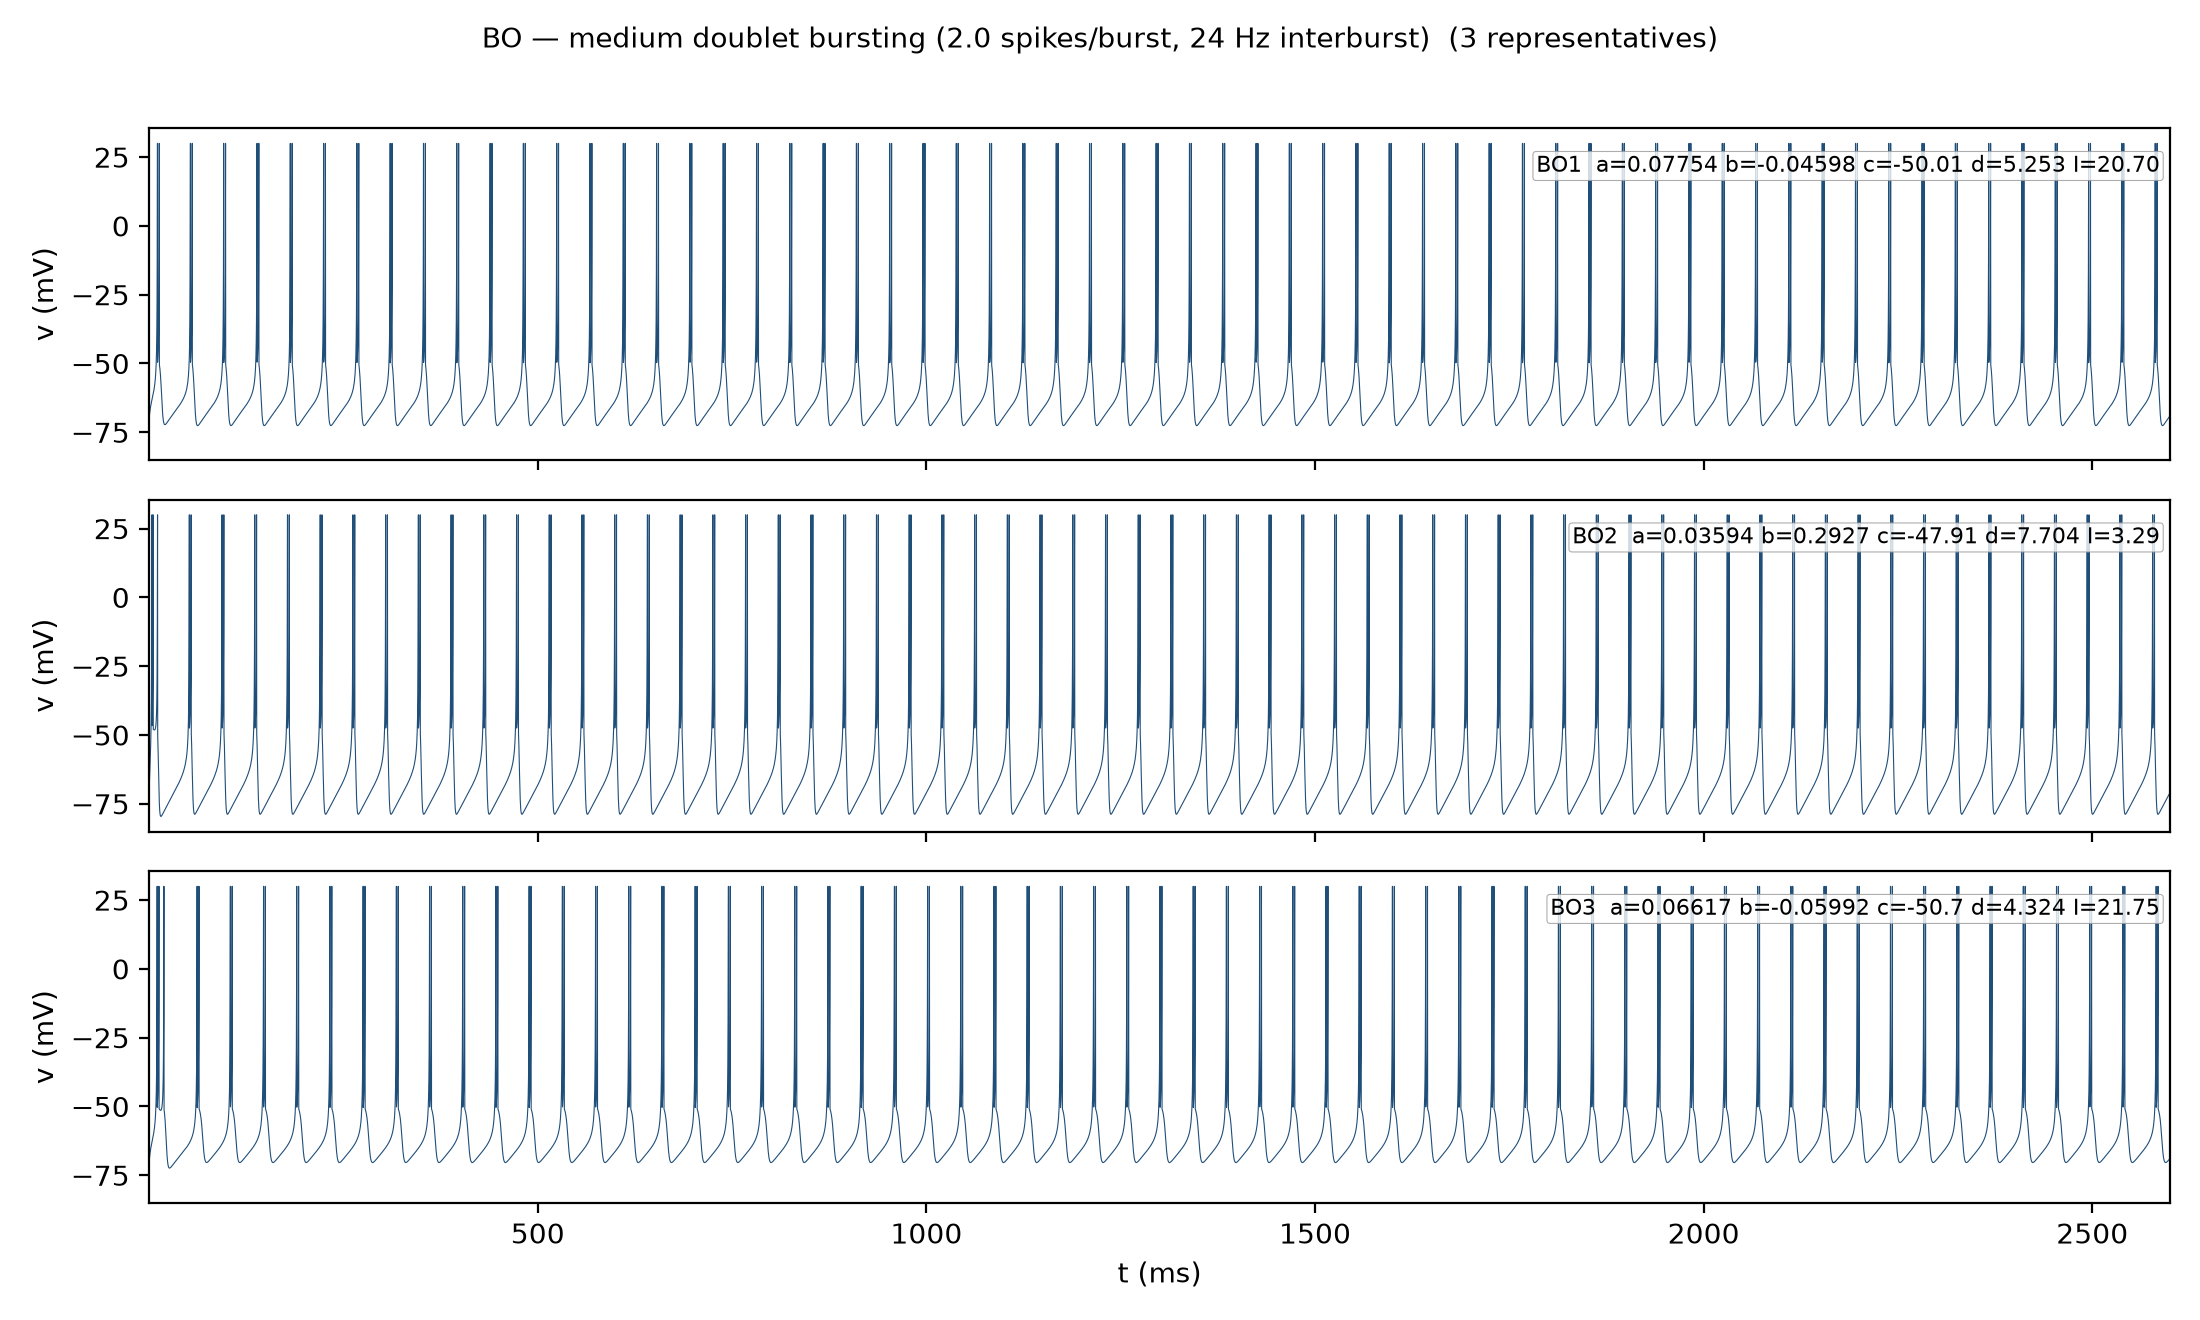 BO — medium doublet bursting (2.0 spikes/burst, 24 Hz interburst)  (3 representatives)
25
0
−25
−50
−75
v (mV)
BO1  a=0.07754 b=-0.04598 c=-50.01 d=5.253 I=20.70
25
0
−25
−50
−75
v (mV)
BO2  a=0.03594 b=0.2927 c=-47.91 d=7.704 I=3.29
25
0
−25
−50
−75
v (mV)
BO3  a=0.06617 b=-0.05992 c=-50.7 d=4.324 I=21.75
500 1000 1500 2000 2500
t (ms)